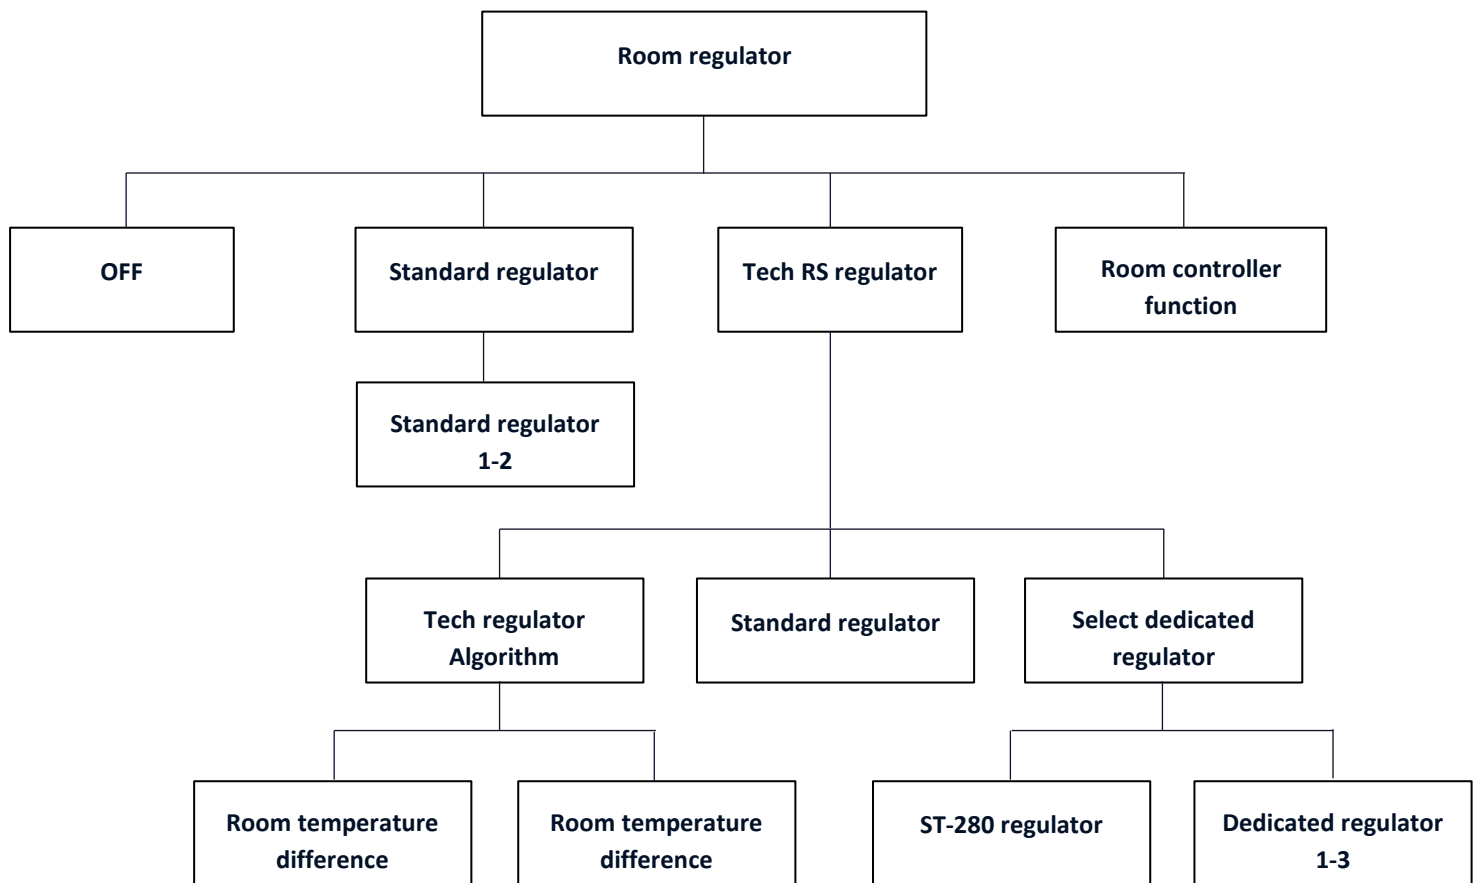 Room regulator
OFF
Standard regulator
Tech RS regulator
Room controller
function
Standard regulator
1-2
Tech regulator
Algorithm
Standard regulator
Select dedicated
regulator
Room temperature
difference
Room temperature
difference
ST-280 regulator
Dedicated regulator
1-3